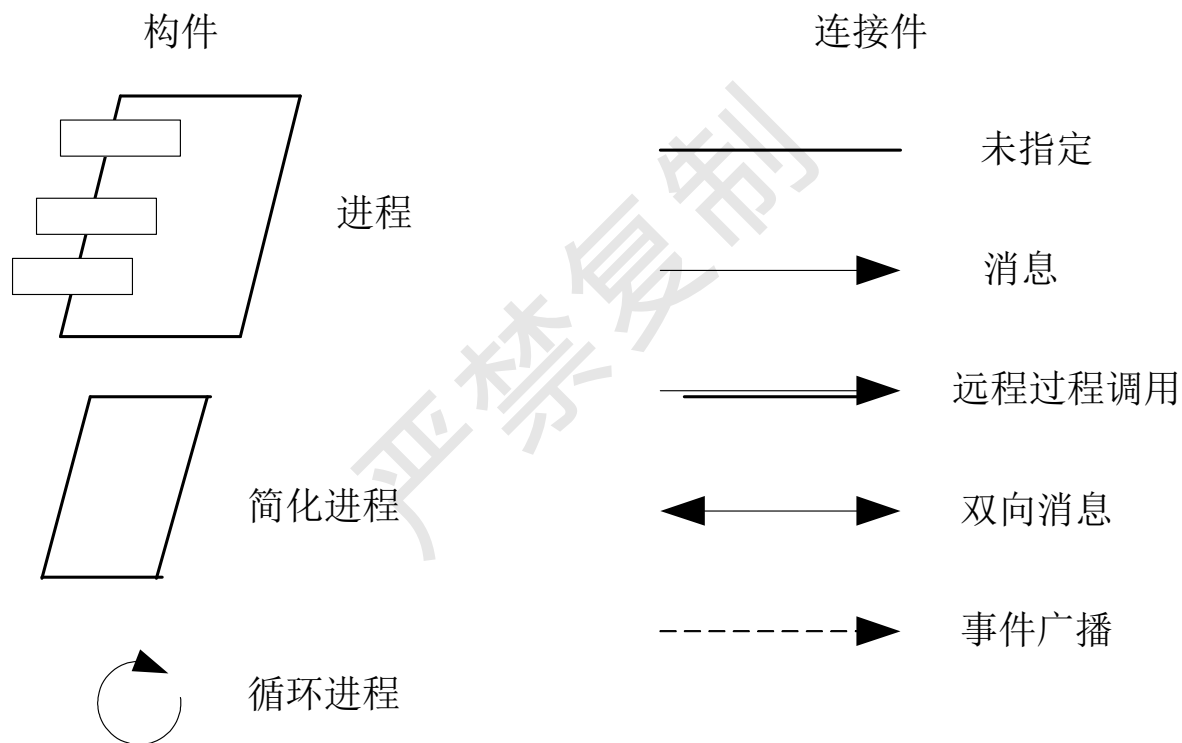 构件
进程
简化进程
循环进程
连接件
未指定
消息
远程过程调用
双向消息
事件广播
严禁复制